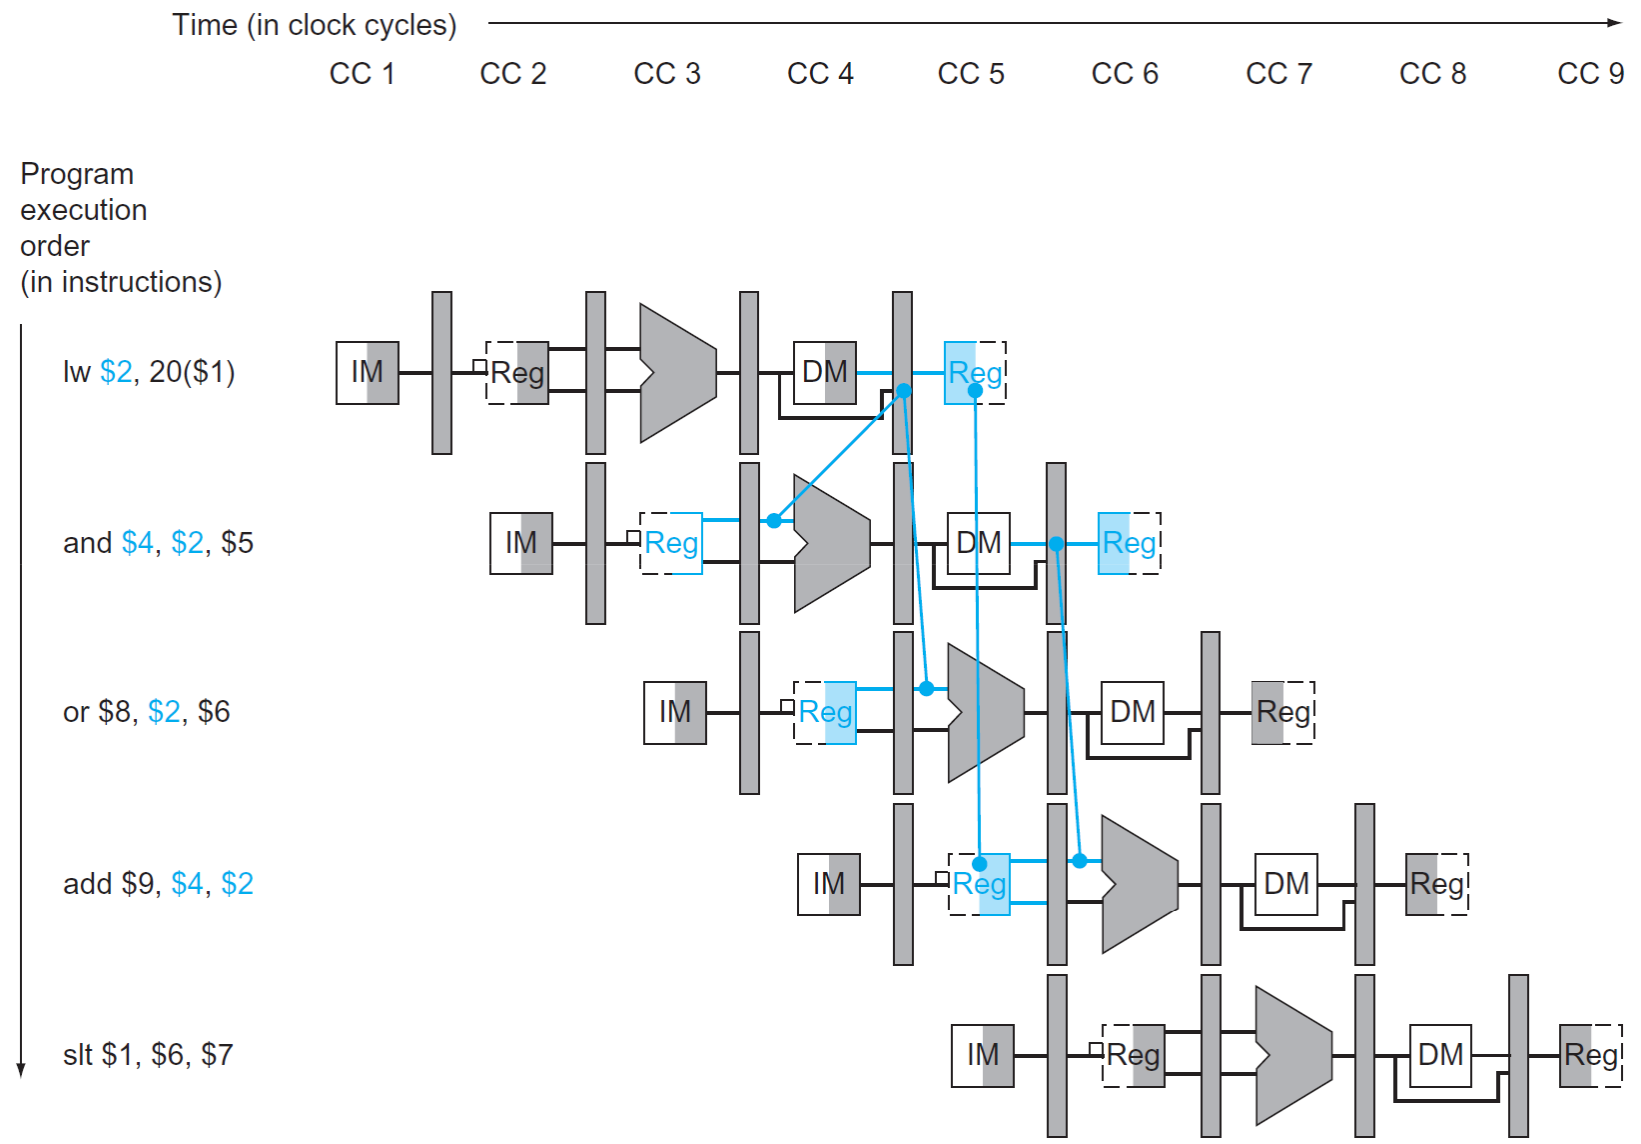 Time (in clock cycles)
CC 1 CC 2 CC 3 CC 4 CC 5 CC 6 CC 7 CC 8 CC 9
Program
execution
order
(in instructions)
lw $2, 20($1) IM Reg DM Reg
and $4, $2, $5 IM Reg DM Reg
or $8, $2, $6 IM Reg DM Reg
add $9, $4, $2 IM Reg DM Reg
slt $1, $6, $7 IM Reg DM Reg